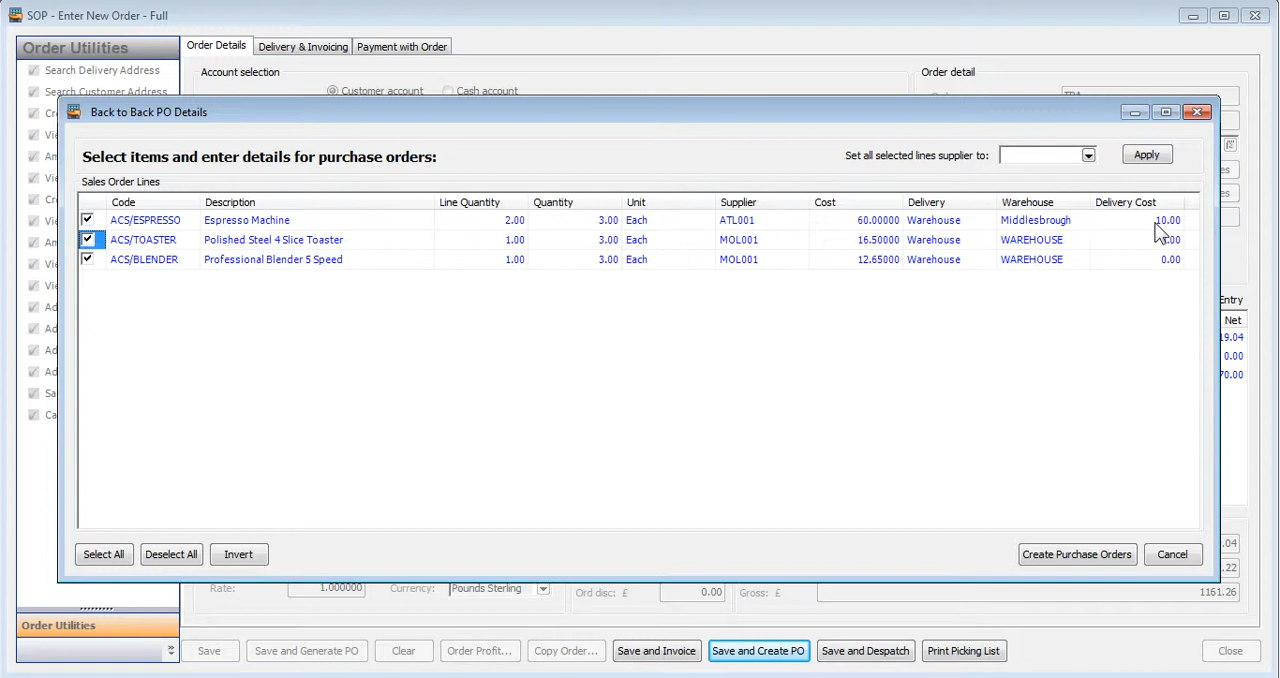 SOP - Enter New Order - Full
Order Utilities
Order Details
Delivery & Invoicing
Payment with Order
Search Delivery Address
Account selection
Order detail
Search Customer Address
Customer account
Cash account
Back to Back PO Details
Select items and enter details for purchase orders:
Set all selected lines supplier to:
Apply
Sales Order Lines
Code Description Line Quantity Quantity Unit Supplier Cost Delivery Warehouse Delivery Cost
ACS/ESPRESSO Espresso Machine 2.00 3.00 Each ATL001 60.00000 Warehouse Middlesbrough 10.00
ACS/TOASTER Polished Steel 4 Slice Toaster 1.00 3.00 Each MOL001 16.50000 Warehouse WAREHOUSE .00
ACS/BLENDER Professional Blender 5 Speed 1.00 3.00 Each MOL001 12.65000 Warehouse WAREHOUSE 0.00
Entry
Net
19.04
0.00
70.00
Select All
Deselect All
Invert
Create Purchase Orders
Cancel
.04
.22
Rate: 1.000000
Currency: Pounds Sterling
Ord disc: £ 0.00
Gross: £ 1161.26
Order Utilities
Save
Save and Generate PO
Clear
Order Profit...
Copy Order...
Save and Invoice
Save and Create PO
Save and Despatch
Print Picking List
Close